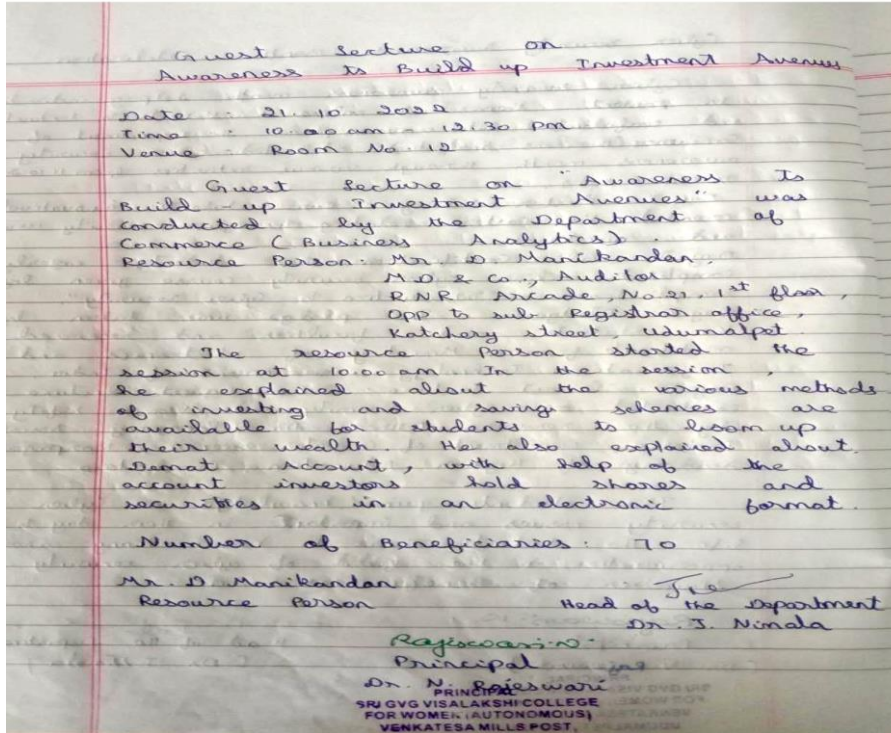 Guest Lecture on
Awareness to Build up Investment Avenues
Date : 21.10.2022
Time : 10.00 am - 12.30 pm
Venue - Room No. 12
Guest Lecture on "Awareness To
Build - up Investment Avenues" was
conducted by the Department of
Commerce (Business Analytics).
Resource Person: Mr. D. Manikandan,
M.D & Co., Auditor
RNR Arcade, No 21, 1st floor,
Opp to sub Registrar office,
Katchery street, Udumalpet.
The resource Person started the
session at 10.00 am In the session,
he explained about the various methods
of investing and saving schemes are
available for students to boom up
their wealth. He also explained about
Demat Account, with help of the
account investors hold shares and
securities in an electronic format.
Number of Beneficiaries: 70
Mr. D. Manikandan
Resource Person Head of the Department
Dr. J. Nimala
Rajeswari.N.
Principal
Dr. N. Rajeswari
PRINCIPAL
SRI GVG VISALAKSHI COLLEGE
FOR WOMEN (AUTONOMOUS)
VENKATESA MILLS POST,